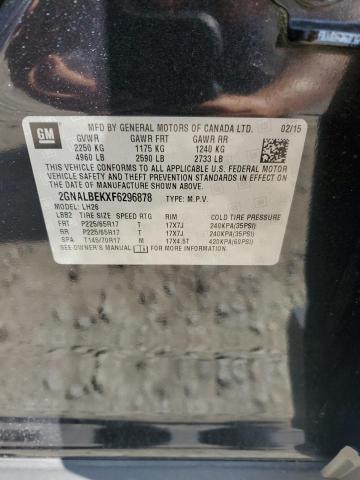 GM
MFD BY GENERAL MOTORS OF CANADA LTD. 02/15
GVWR GAWR FRT GAWR RR
2250 KG 1175 KG 1240 KG
4960 LB 2590 LB 2733 LB
THIS VEHICLE CONFORMS TO ALL APPLICABLE U.S. FEDERAL MOTOR
VEHICLE SAFETY AND THEFT PREVENTION STANDARDS IN EFFECT
ON THE DATE OF MANUFACTURE SHOWN ABOVE.
2GNALBEKXF6296878 TYPE: M.P.V.
MODEL: LH26
LBB2 TIRE SIZE SPEED RTG RIM COLD TIRE PRESSURE
FRT P225/65R17 T 17X7J 240KPA(35PSI)
RR P225/65R17 T 17X7J 240KPA(35PSI)
SPA T145/70R17 M 17X4.5T 420KPA(60PSI)
SEE OWNER'S MANUAL FOR ADDITIONAL INFORMATION.